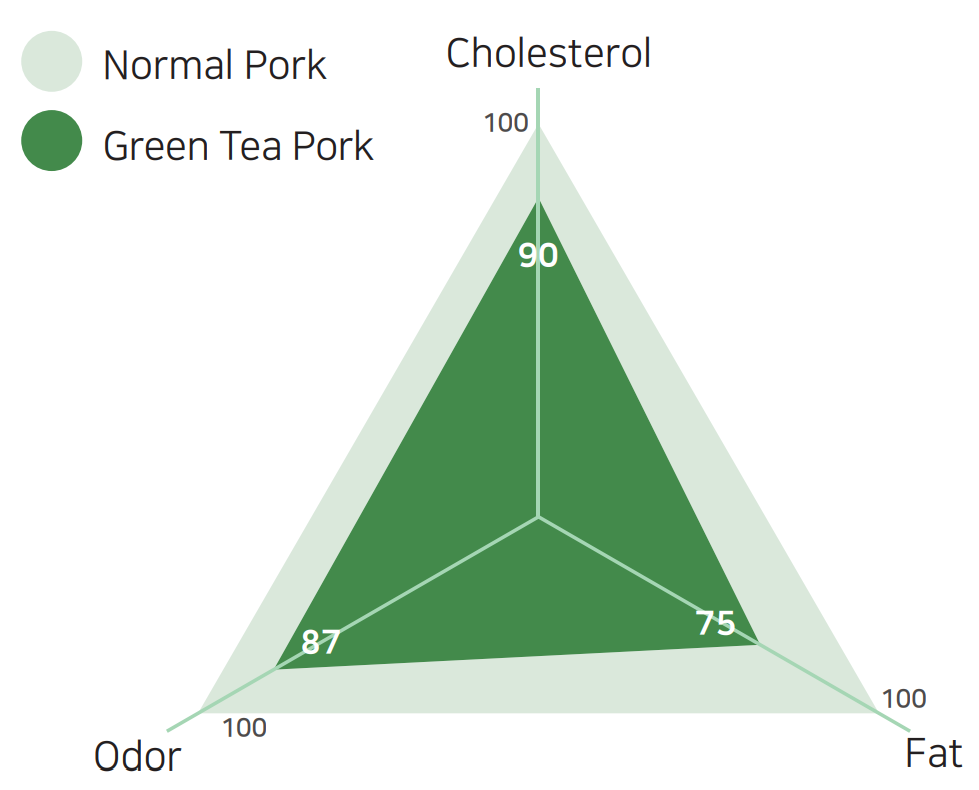 Normal Pork
Green Tea Pork
Cholesterol
100
90
75
87
100
100
Odor
Fat